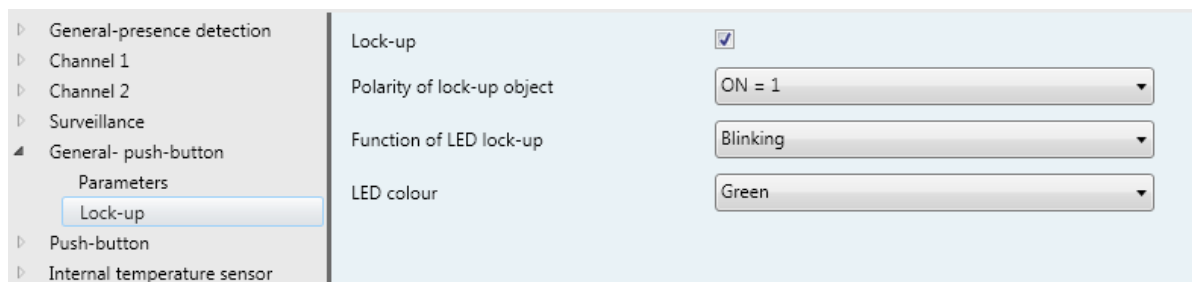 General-presence detection
Channel 1
Channel 2
Surveillance
General- push-button
Parameters
Lock-up
Push-button
Internal temperature sensor
Lock-up
Polarity of lock-up object
ON = 1
Function of LED lock-up
Blinking
LED colour
Green